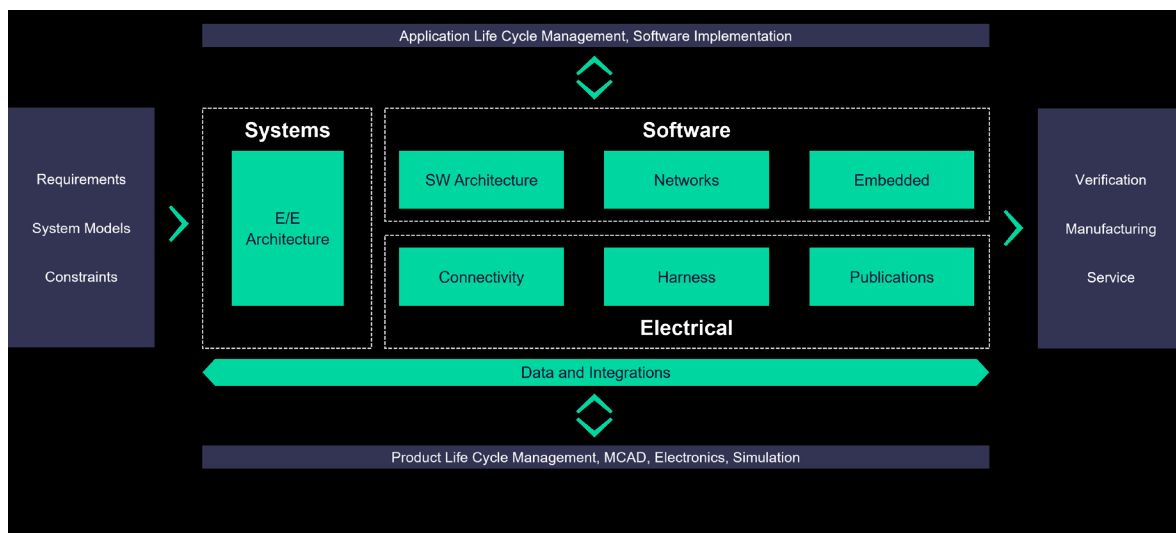 Application Life Cycle Management, Software Implementation
Requirements
System Models
Constraints
Systems
E/E
Architecture
Software
SW Architecture
Networks
Embedded
Connectivity
Harness
Publications
Electrical
Verification
Manufacturing
Service
Data and Integrations
Product Life Cycle Management, MCAD, Electronics, Simulation